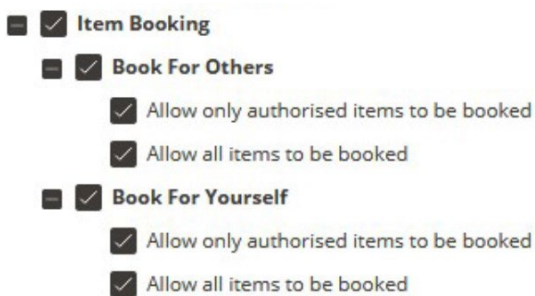 Item Booking
Book For Others
Allow only authorised items to be booked
Allow all items to be booked
Book For Yourself
Allow only authorised items to be booked
Allow all items to be booked